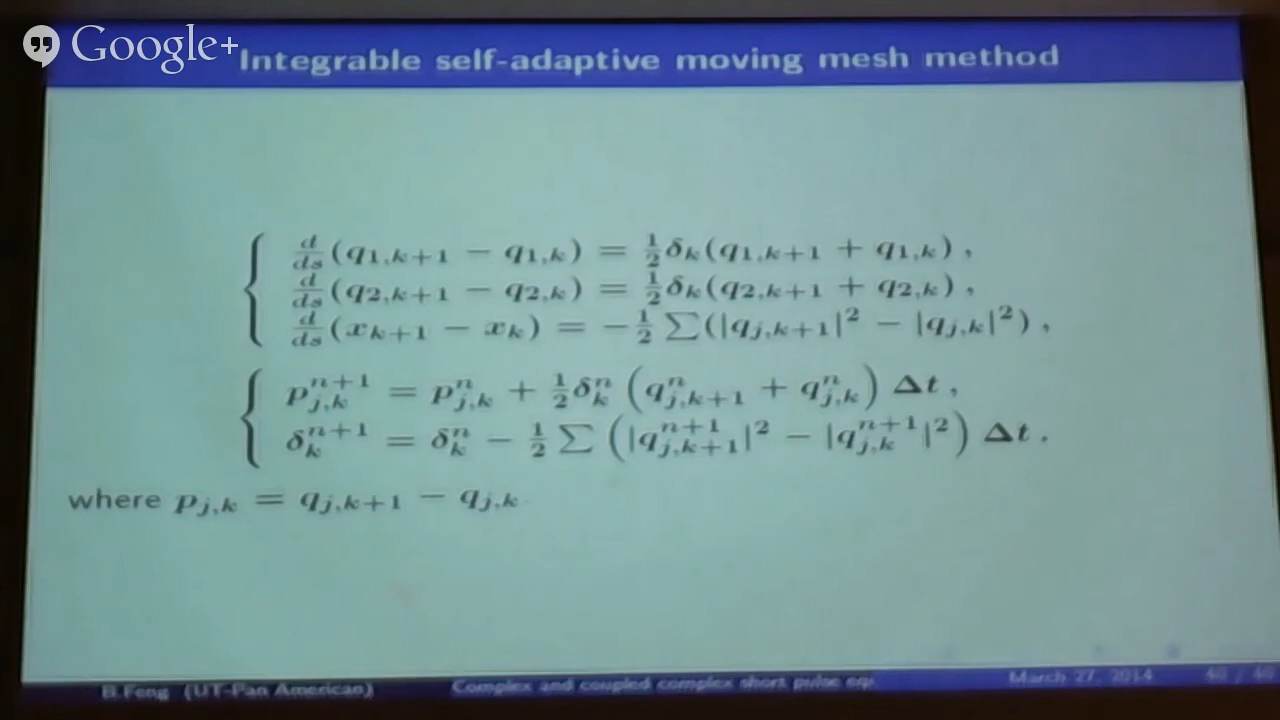 Google+
Integrable self-adaptive moving mesh method
d/ds (q_{1,k+1} − q_{1,k}) = 1/2 δ_k (q_{1,k+1} + q_{1,k}) ,
d/ds (q_{2,k+1} − q_{2,k}) = 1/2 δ_k (q_{2,k+1} + q_{2,k}) ,
d/ds (x_{k+1} − x_k) = −1/2 ∑(|q_{j,k+1}|² − |q_{j,k}|²) ,
p^{n+1}_{j,k} = p^n_{j,k} + 1/2 δ^n_k (q^n_{j,k+1} + q^n_{j,k}) Δt ,
δ^{n+1}_k = δ^n_k − 1/2 ∑ (|q^{n+1}_{j,k+1}|² − |q^{n+1}_{j,k}|²) Δt .
where p_{j,k} = q_{j,k+1} − q_{j,k}
B.Feng (UT-Pan American) Complex and coupled complex short pulse equ March 27, 2014